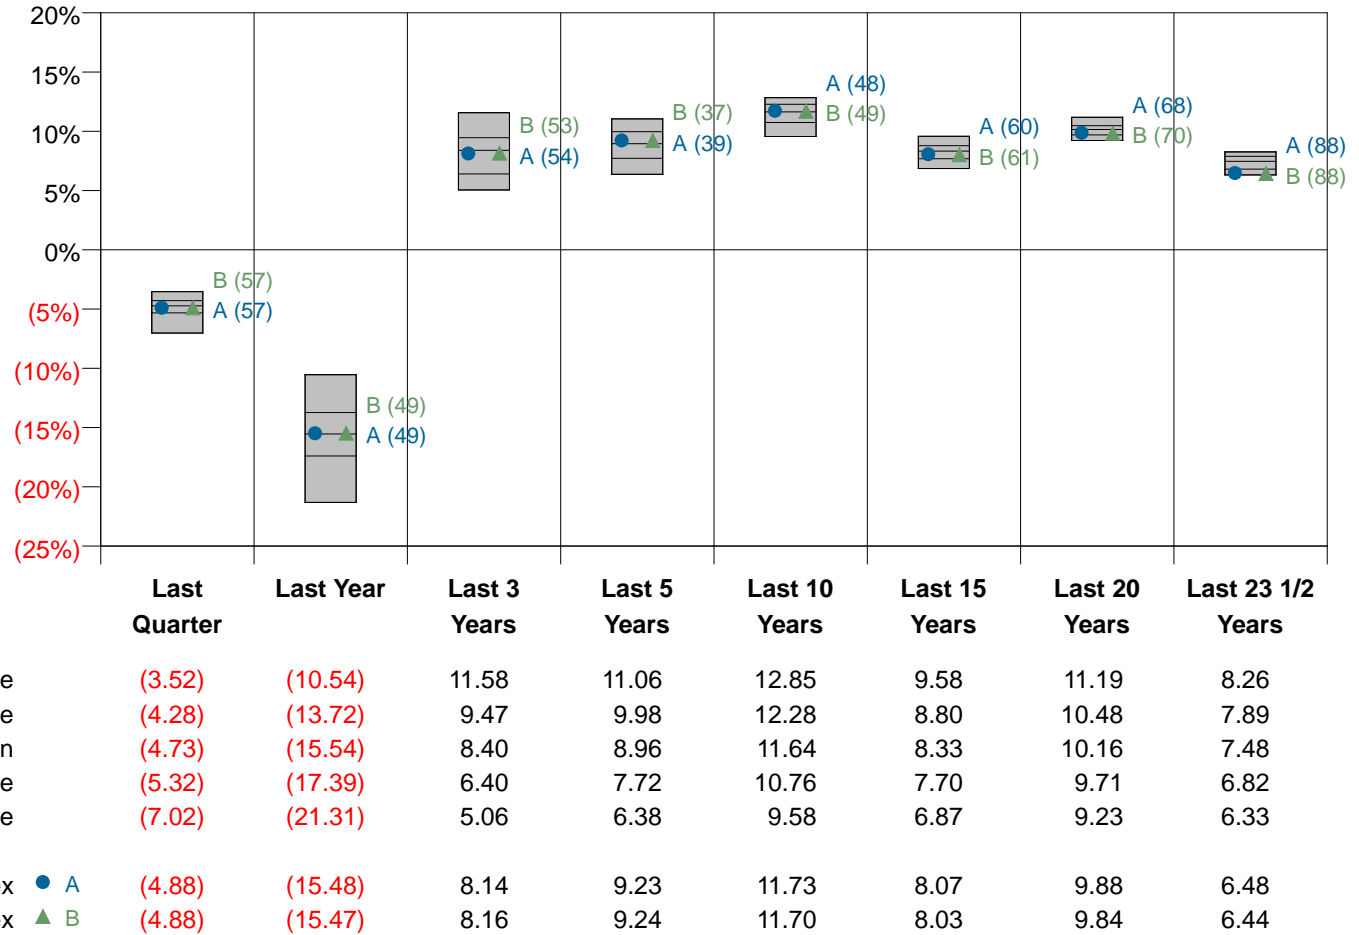 20%
15%
10%
5%
0%
(5%)
(10%)
(15%)
(20%)
(25%)
B (57)
A (57)
B (49)
A (49)
B (53)
A (54)
B (37)
A (39)
A (48)
B (49)
A (60)
B (61)
A (68)
B (70)
A (88)
B (88)
Last Quarter Last Year Last 3 Years Last 5 Years Last 10 Years Last 15 Years Last 20 Years Last 23 1/2 Years
e (3.52) (10.54) 11.58 11.06 12.85 9.58 11.19 8.26
e (4.28) (13.72) 9.47 9.98 12.28 8.80 10.48 7.89
n (4.73) (15.54) 8.40 8.96 11.64 8.33 10.16 7.48
e (5.32) (17.39) 6.40 7.72 10.76 7.70 9.71 6.82
e (7.02) (21.31) 5.06 6.38 9.58 6.87 9.23 6.33
ex A (4.88) (15.48) 8.14 9.23 11.73 8.07 9.88 6.48
ex B (4.88) (15.47) 8.16 9.24 11.70 8.03 9.84 6.44